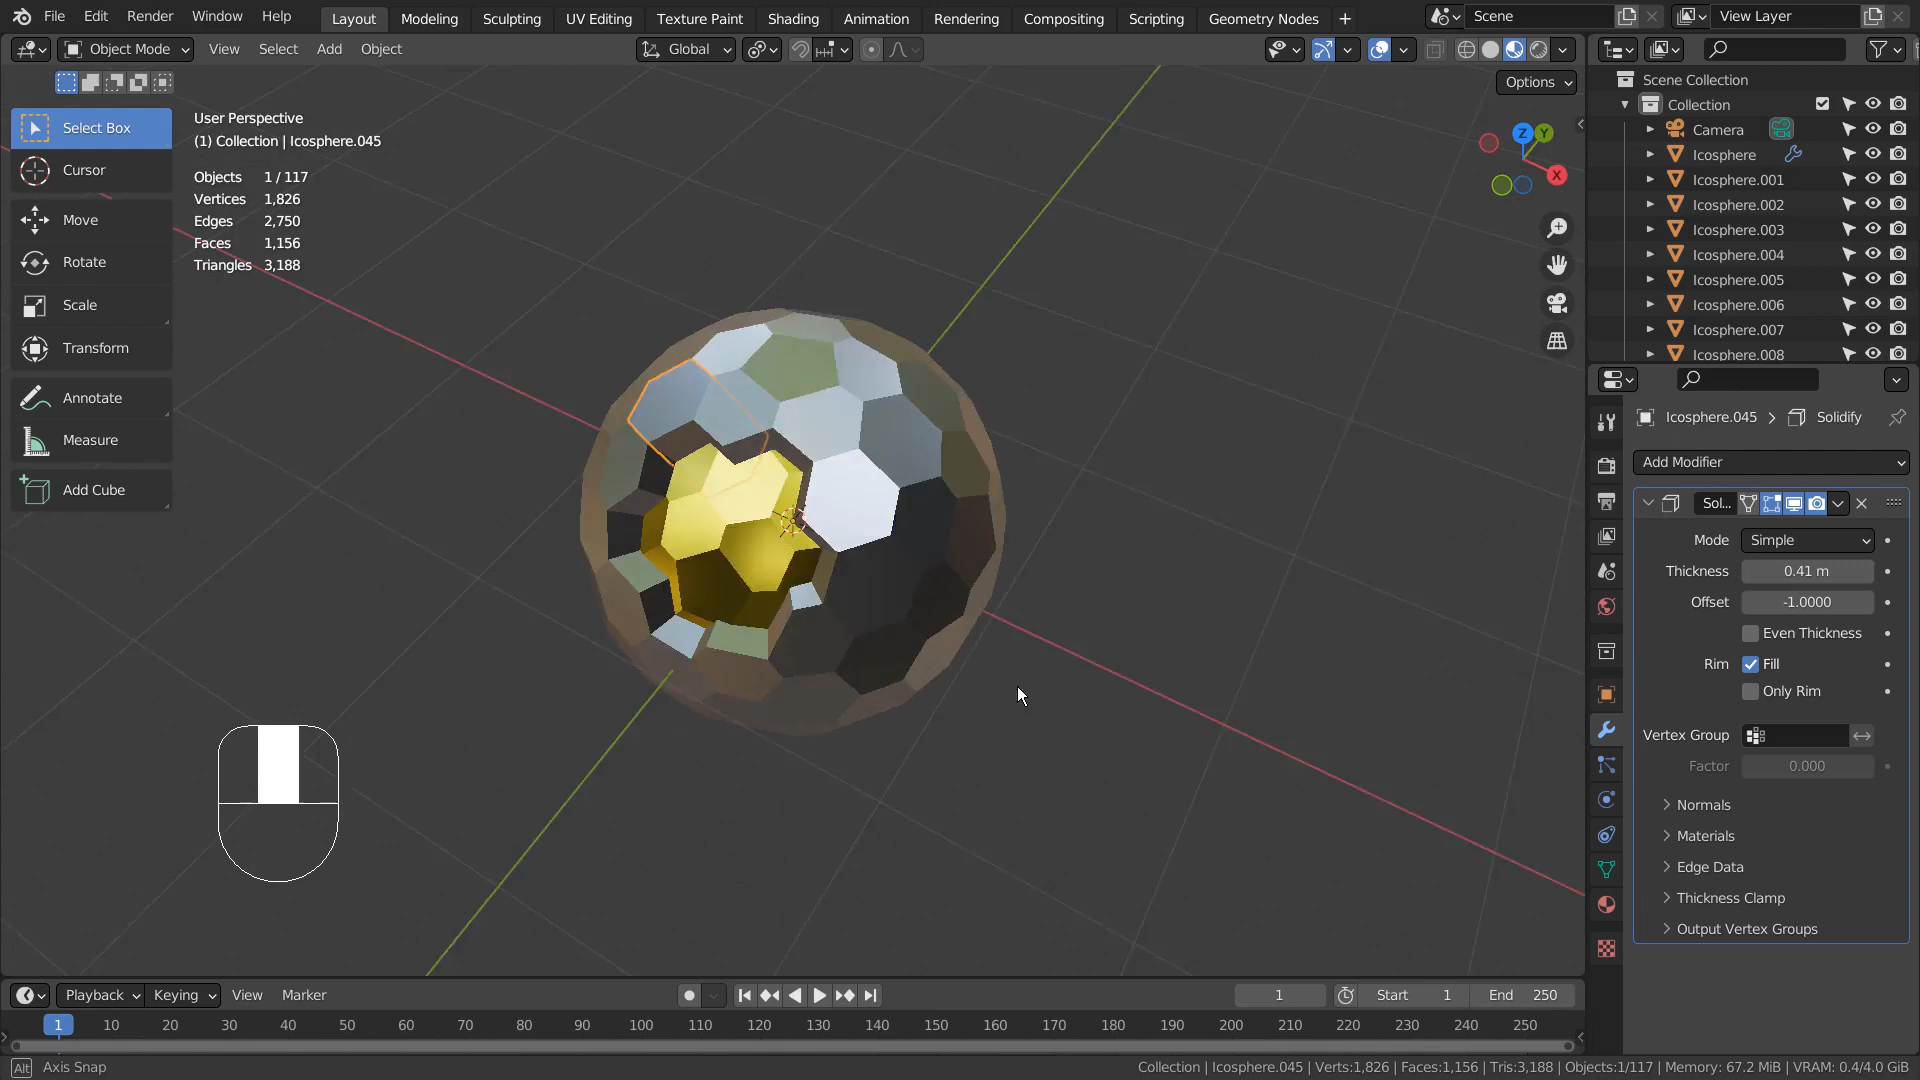 File Edit Render Window Help Layout Modeling Sculpting UV Editing Texture Paint Shading Animation Rendering Compositing Scripting Geometry Nodes + Scene View Layer
Object Mode View Select Add Object Global
Options
Select Box
Cursor
Move
Rotate
Scale
Transform
Annotate
Measure
Add Cube
User Perspective
(1) Collection | Icosphere.045
Objects 1 / 117
Vertices 1,826
Edges 2,750
Faces 1,156
Triangles 3,188
Z Y
X
Scene Collection
Collection
Camera
Icosphere
Icosphere.001
Icosphere.002
Icosphere.003
Icosphere.004
Icosphere.005
Icosphere.006
Icosphere.007
Icosphere.008
Icosphere.045 > Solidify
Add Modifier
Sol...
Mode Simple
Thickness 0.41 m
Offset -1.0000
Even Thickness
Rim Fill
Only Rim
Vertex Group
Factor 0.000
Normals
Materials
Edge Data
Thickness Clamp
Output Vertex Groups
Playback Keying View Marker 1 Start 1 End 250
1 10 20 30 40 50 60 70 80 90 100 110 120 130 140 150 160 170 180 190 200 210 220 230 240 250
Alt Axis Snap Collection | Icosphere.045 | Verts:1,826 | Faces:1,156 | Tris:3,188 | Objects:1/117 | Memory: 67.2 MiB | VRAM: 0.4/4.0 GiB